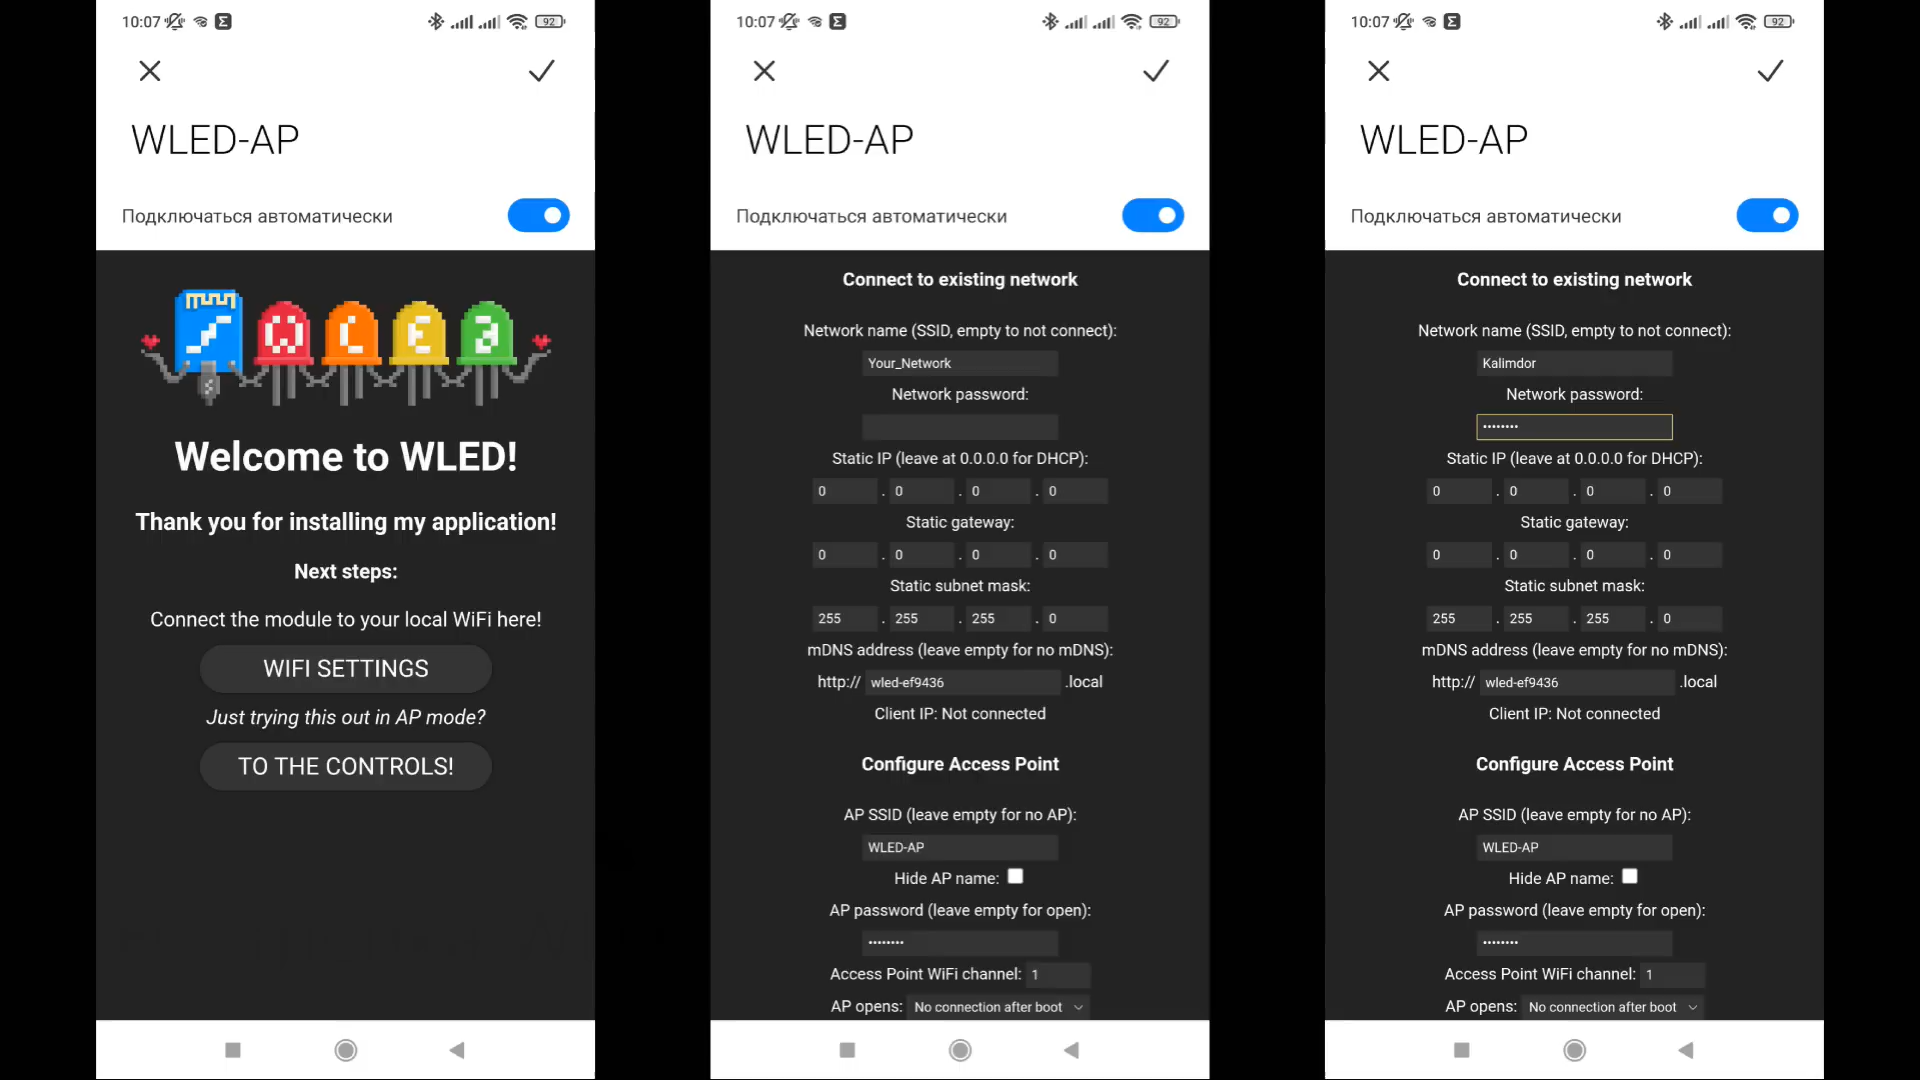 10:07
92
WLED-AP
Подключаться автоматически
WLED
Welcome to WLED!
Thank you for installing my application!
Next steps:
Connect the module to your local WiFi here!
WIFI SETTINGS
Just trying this out in AP mode?
TO THE CONTROLS!
10:07
92
WLED-AP
Подключаться автоматически
Connect to existing network
Network name (SSID, empty to not connect):
Your_Network
Network password:
Static IP (leave at 0.0.0.0 for DHCP):
0 . 0 . 0 . 0
Static gateway:
0 . 0 . 0 . 0
Static subnet mask:
255 . 255 . 255 . 0
mDNS address (leave empty for no mDNS):
http:// wled-ef9436 .local
Client IP: Not connected
Configure Access Point
AP SSID (leave empty for no AP):
WLED-AP
Hide AP name:
AP password (leave empty for open):
••••••••
Access Point WiFi channel: 1
AP opens: No connection after boot
10:07
92
WLED-AP
Подключаться автоматически
Connect to existing network
Network name (SSID, empty to not connect):
Kalimdor
Network password:
••••••••
Static IP (leave at 0.0.0.0 for DHCP):
0 . 0 . 0 . 0
Static gateway:
0 . 0 . 0 . 0
Static subnet mask:
255 . 255 . 255 . 0
mDNS address (leave empty for no mDNS):
http:// wled-ef9436 .local
Client IP: Not connected
Configure Access Point
AP SSID (leave empty for no AP):
WLED-AP
Hide AP name:
AP password (leave empty for open):
••••••••
Access Point WiFi channel: 1
AP opens: No connection after boot